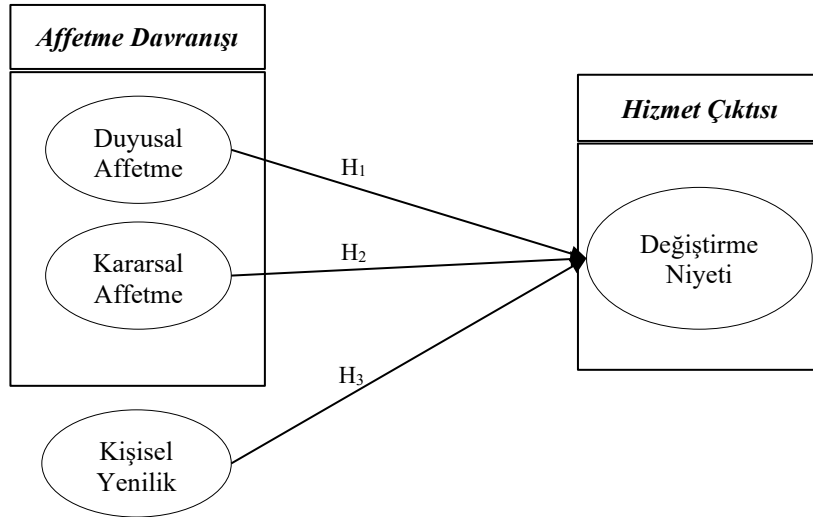 Affetme Davranışı
Duyusal
Affetme
Kararsal
Affetme
Kişisel
Yenilik
H₁
H₂
H₃
Hizmet Çıktısı
Değiştirme
Niyeti